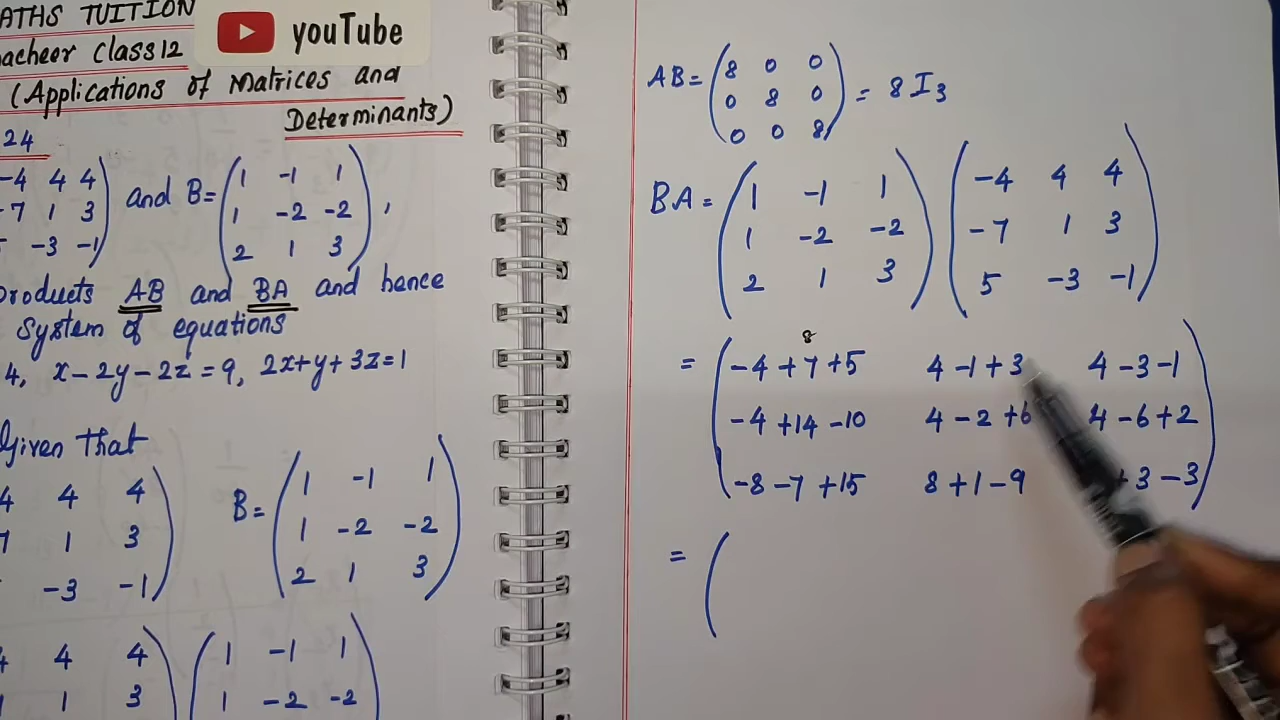 ATHS TUITION
YouTube
acheer Class 12
(Applications of Matrices and
Determinants)
24
-4 4 4
-7 1 3
-3 -1
and B = ( 1 -1 1
1 -2 -2
2 1 3 ) ,
roducts AB and BA and hence
System of equations
4, x-2y-2z=9, 2x+y+3z=1
Given that
4 4 4
7 1 3
-3 -1
B = ( 1 -1 1
1 -2 -2
2 1 3 )
4 4 4
1 3
1 -1 1
1 -2 -2
AB = ( 8 0 0
0 8 0
0 0 8 ) = 8 I₃
BA = ( 1 -1 1
1 -2 -2
2 1 3 ) ( -4 4 4
-7 1 3
5 -3 -1 )
8
= ( -4+7+5 4-1+3 4-3-1
-4+14-10 4-2+6 4-6+2
-8-7+15 8+1-9 +3-3 )
= (